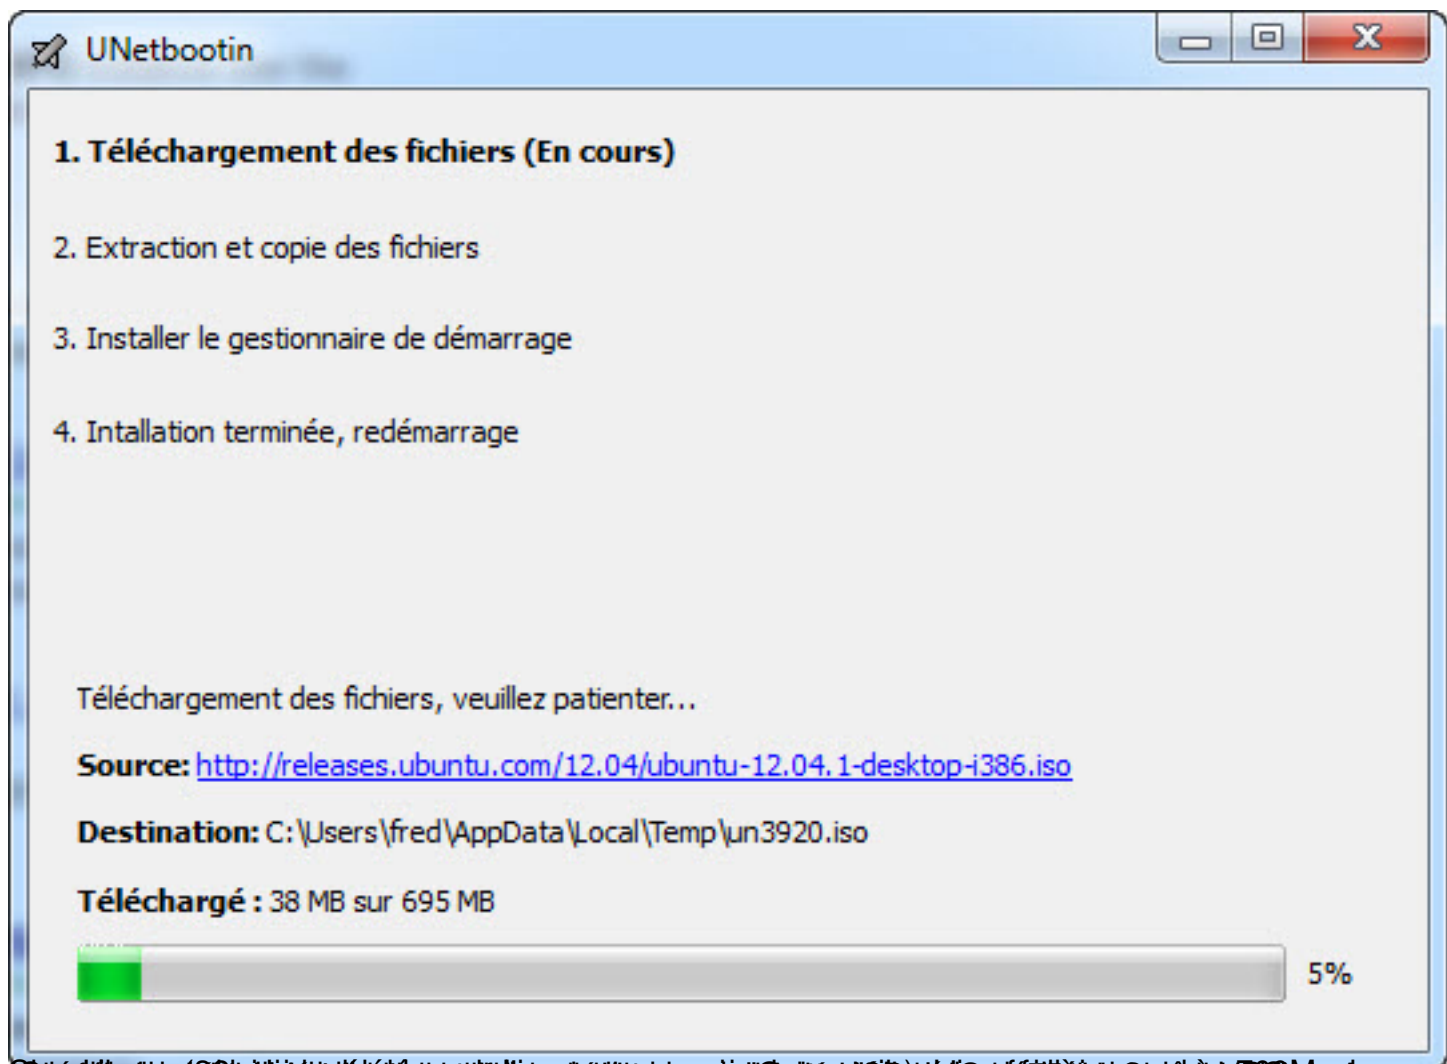 UNetbootin
1. Téléchargement des fichiers (En cours)
2. Extraction et copie des fichiers
3. Installer le gestionnaire de démarrage
4. Intallation terminée, redémarrage
Téléchargement des fichiers, veuillez patienter...
Source: http://releases.ubuntu.com/12.04/ubuntu-12.04.1-desktop-i386.iso
Destination: C:\Users\fred\AppData\Local\Temp\un3920.iso
Téléchargé : 38 MB sur 695 MB
5%